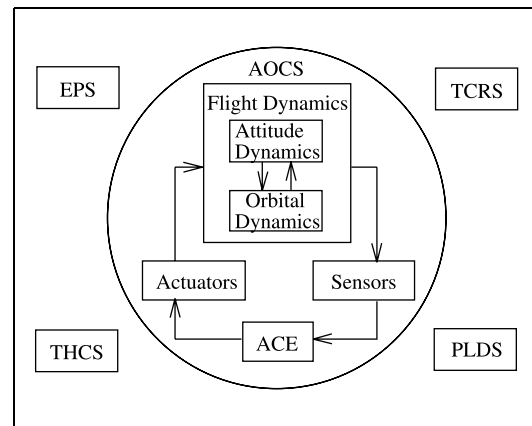 AOCS
EPS
TCRS
Flight Dynamics
Attitude
Dynamics
Orbital
Dynamics
Actuators
Sensors
ACE
THCS
PLDS